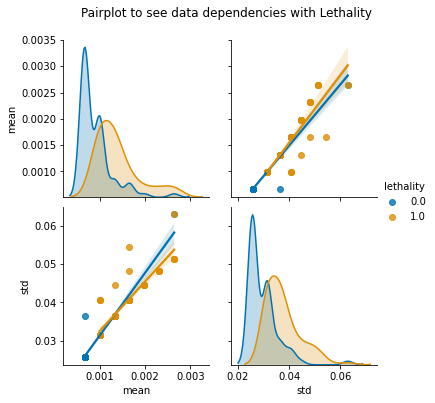 Pairplot to see data dependencies with Lethality
0.0035
0.0030
0.0025
0.0020
0.0015
0.0010
mean
lethality
0.0
1.0
0.06
0.05
0.04
0.03
std
0.001 0.002 0.003
0.02 0.04 0.06
mean
std